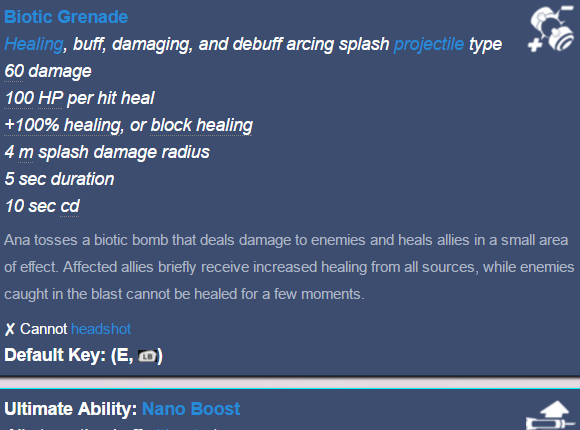 Biotic Grenade
Healing, buff, damaging, and debuff arcing splash projectile type
60 damage
100 HP per hit heal
+100% healing, or block healing
4 m splash damage radius
5 sec duration
10 sec cd
Ana tosses a biotic bomb that deals damage to enemies and heals allies in a small area
of effect. Affected allies briefly receive increased healing from all sources, while enemies
caught in the blast cannot be healed for a few moments.
✗ Cannot headshot
Default Key: (E, LB)
Ultimate Ability: Nano Boost